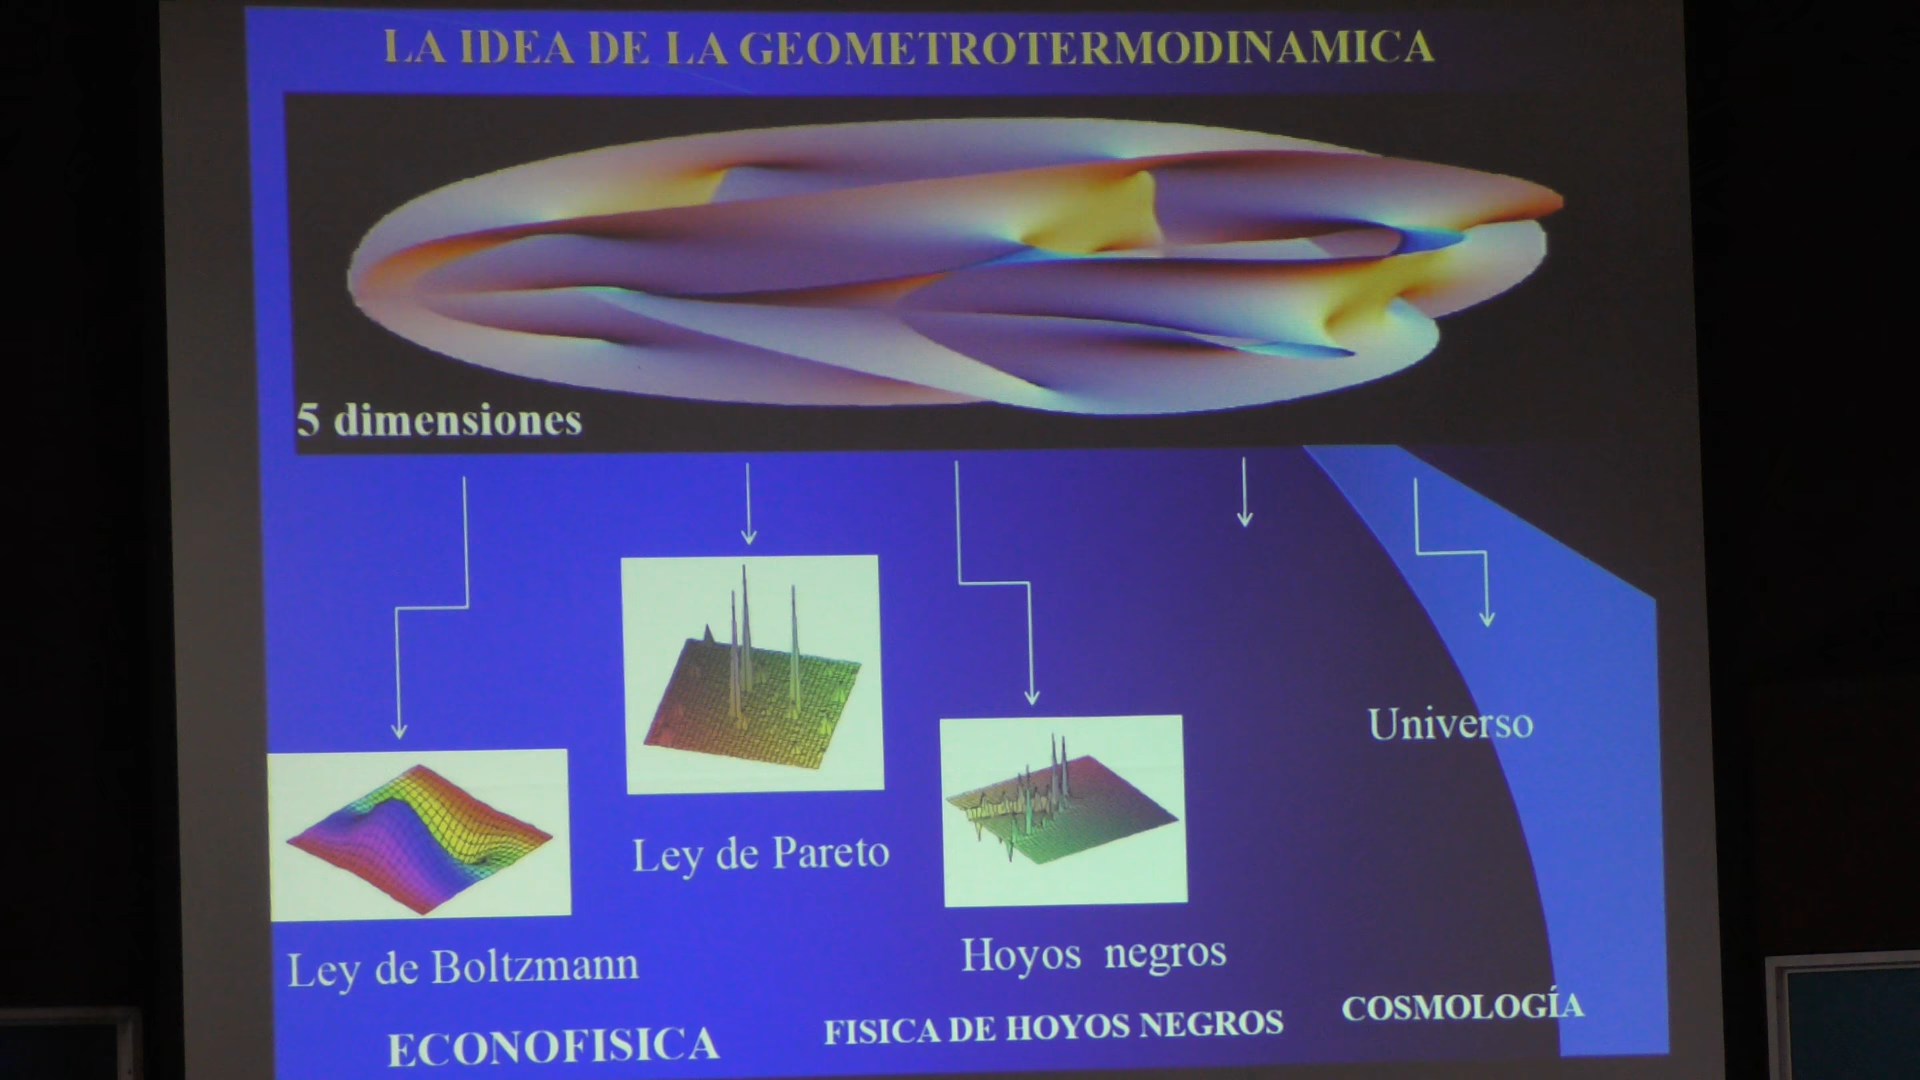 LA IDEA DE LA GEOMETROTERMODINAMICA
5 dimensiones
Universo
Ley de Pareto
Ley de Boltzmann
Hoyos negros
ECONOFISICA
FISICA DE HOYOS NEGROS
COSMOLOGÍA